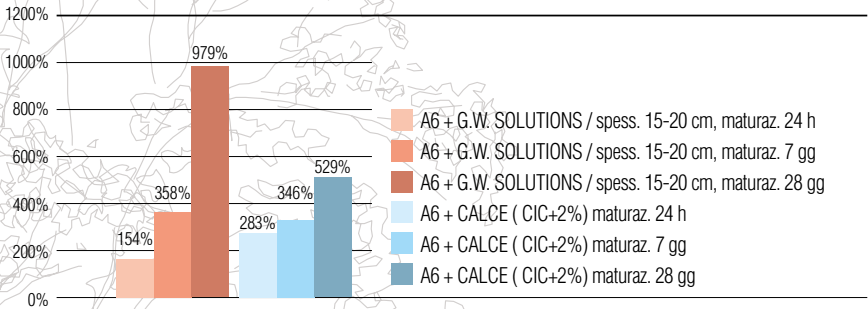 1200%
1000%
800%
600%
400%
200%
0%
154%
358%
979%
283%
346%
529%
A6 + G.W. SOLUTIONS / spess. 15-20 cm, maturaz. 24 h
A6 + G.W. SOLUTIONS / spess. 15-20 cm, maturaz. 7 gg
A6 + G.W. SOLUTIONS / spess. 15-20 cm, maturaz. 28 gg
A6 + CALCE ( CIC+2%) maturaz. 24 h
A6 + CALCE ( CIC+2%) maturaz. 7 gg
A6 + CALCE ( CIC+2%) maturaz. 28 gg